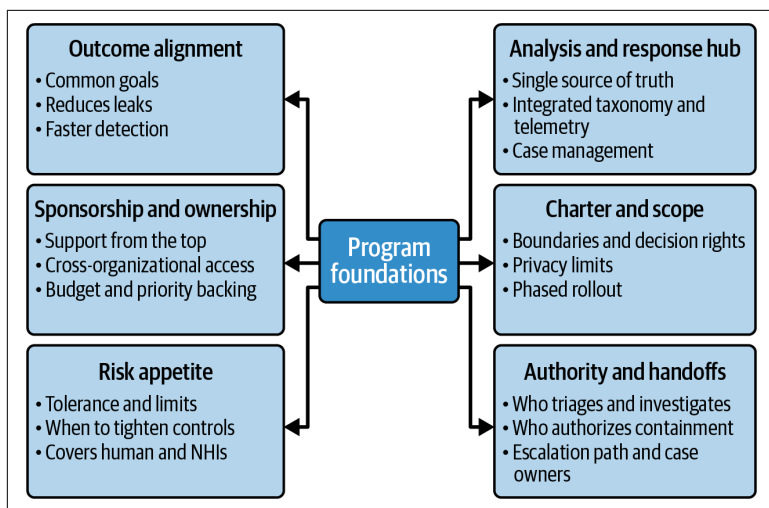 Outcome alignment
• Common goals
• Reduces leaks
• Faster detection
Sponsorship and ownership
• Support from the top
• Cross-organizational access
• Budget and priority backing
Risk appetite
• Tolerance and limits
• When to tighten controls
• Covers human and NHIs
Program
foundations
Analysis and response hub
• Single source of truth
• Integrated taxonomy and
telemetry
• Case management
Charter and scope
• Boundaries and decision rights
• Privacy limits
• Phased rollout
Authority and handoffs
• Who triages and investigates
• Who authorizes containment
• Escalation path and case
owners